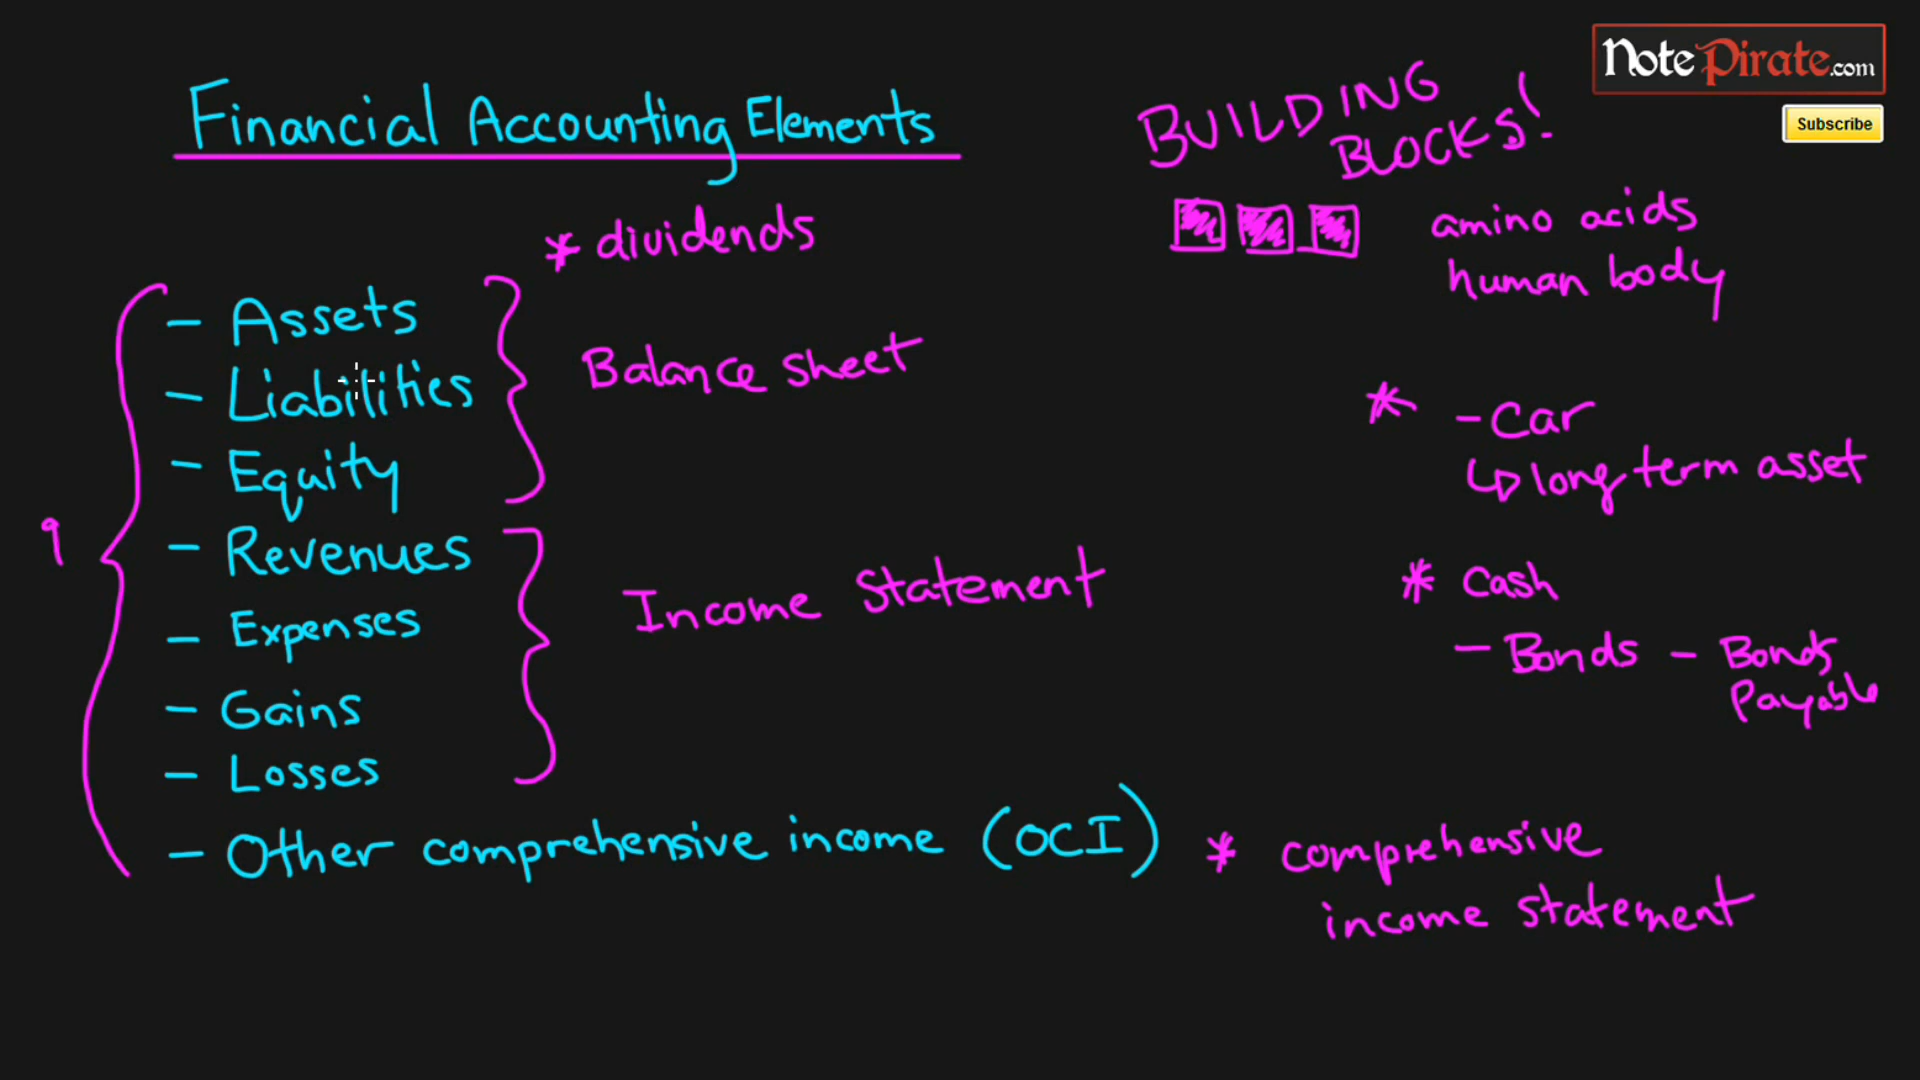 NotePirate.com
Subscribe
Financial Accounting Elements
BUILDING
BLOCKS!
amino acids
human body
* dividends
- Assets
- Liabilities
- Equity
Balance sheet
9
- Revenues
- Expenses
- Gains
- Losses
Income Statement
- Other comprehensive income (OCI)
* comprehensive
income statement
* - Car
↳ long term asset
* Cash
- Bonds - Bonds
Payable